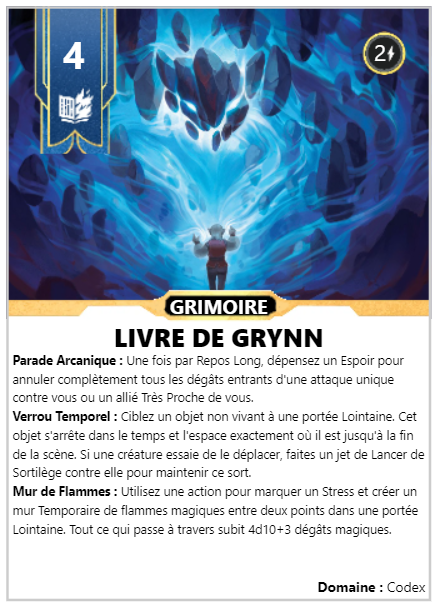 4
2
GRIMOIRE
LIVRE DE GRYNN
Parade Arcanique : Une fois par Repos Long, dépensez un Espoir pour
annuler complètement tous les dégâts entrants d'une attaque unique
contre vous ou un allié Très Proche de vous.
Verrou Temporel : Ciblez un objet non vivant à une portée Lointaine. Cet
objet s'arrête dans le temps et l'espace exactement où il est jusqu'à la fin
de la scène. Si une créature essaie de le déplacer, faites un jet de Lancer de
Sortilège contre elle pour maintenir ce sort.
Mur de Flammes : Utilisez une action pour marquer un Stress et créer un
mur Temporaire de flammes magiques entre deux points dans une portée
Lointaine. Tout ce qui passe à travers subit 4d10+3 dégâts magiques.
Domaine : Codex